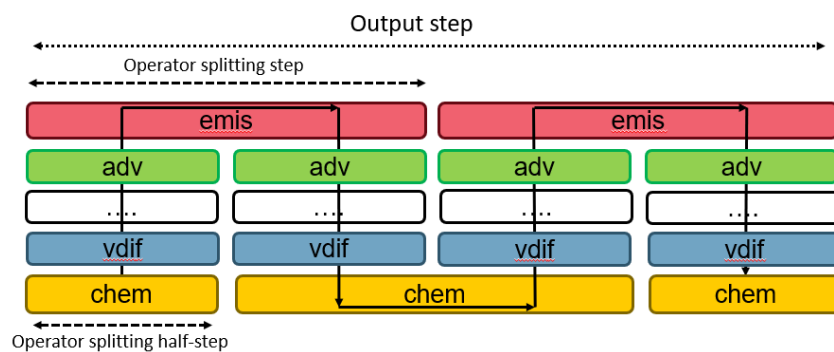 Output step
Operator splitting step
emis emis
adv adv adv adv
.... .... .... ....
vdif vdif vdif vdif
chem chem chem
Operator splitting half-step